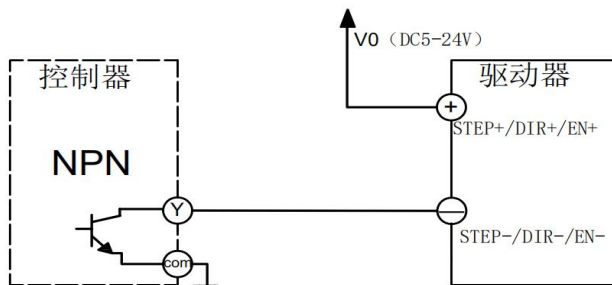 V0（DC5-24V）
控制器
驱动器
+
STEP+/DIR+/EN+
NPN
Y
—
STEP-/DIR-/EN-
com